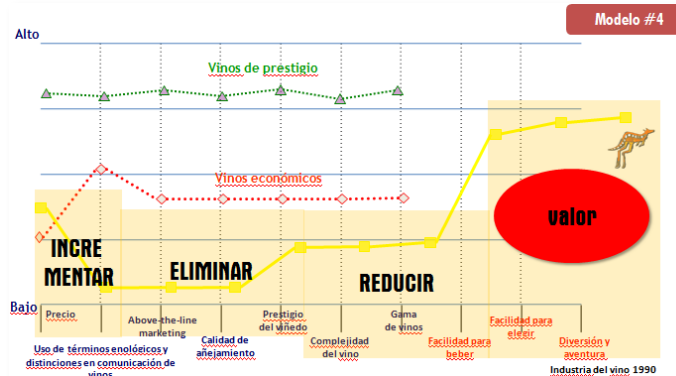 Modelo #4
Alto
Vinos de prestigio
Vinos económicos
INCRE
MENTAR
ELIMINAR
REDUCIR
valor
Bajo
Precio
Uso de términos enológicos y
distinciones en comunicación de
vinos
Above-the-line
marketing
Calidad de
añejamiento
Prestigio
del viñedo
Complejidad
del vino
Gama
de vinos
Facilidad para
beber
Facilidad para
elegir
Diversión y
aventura
Industria del vino 1990